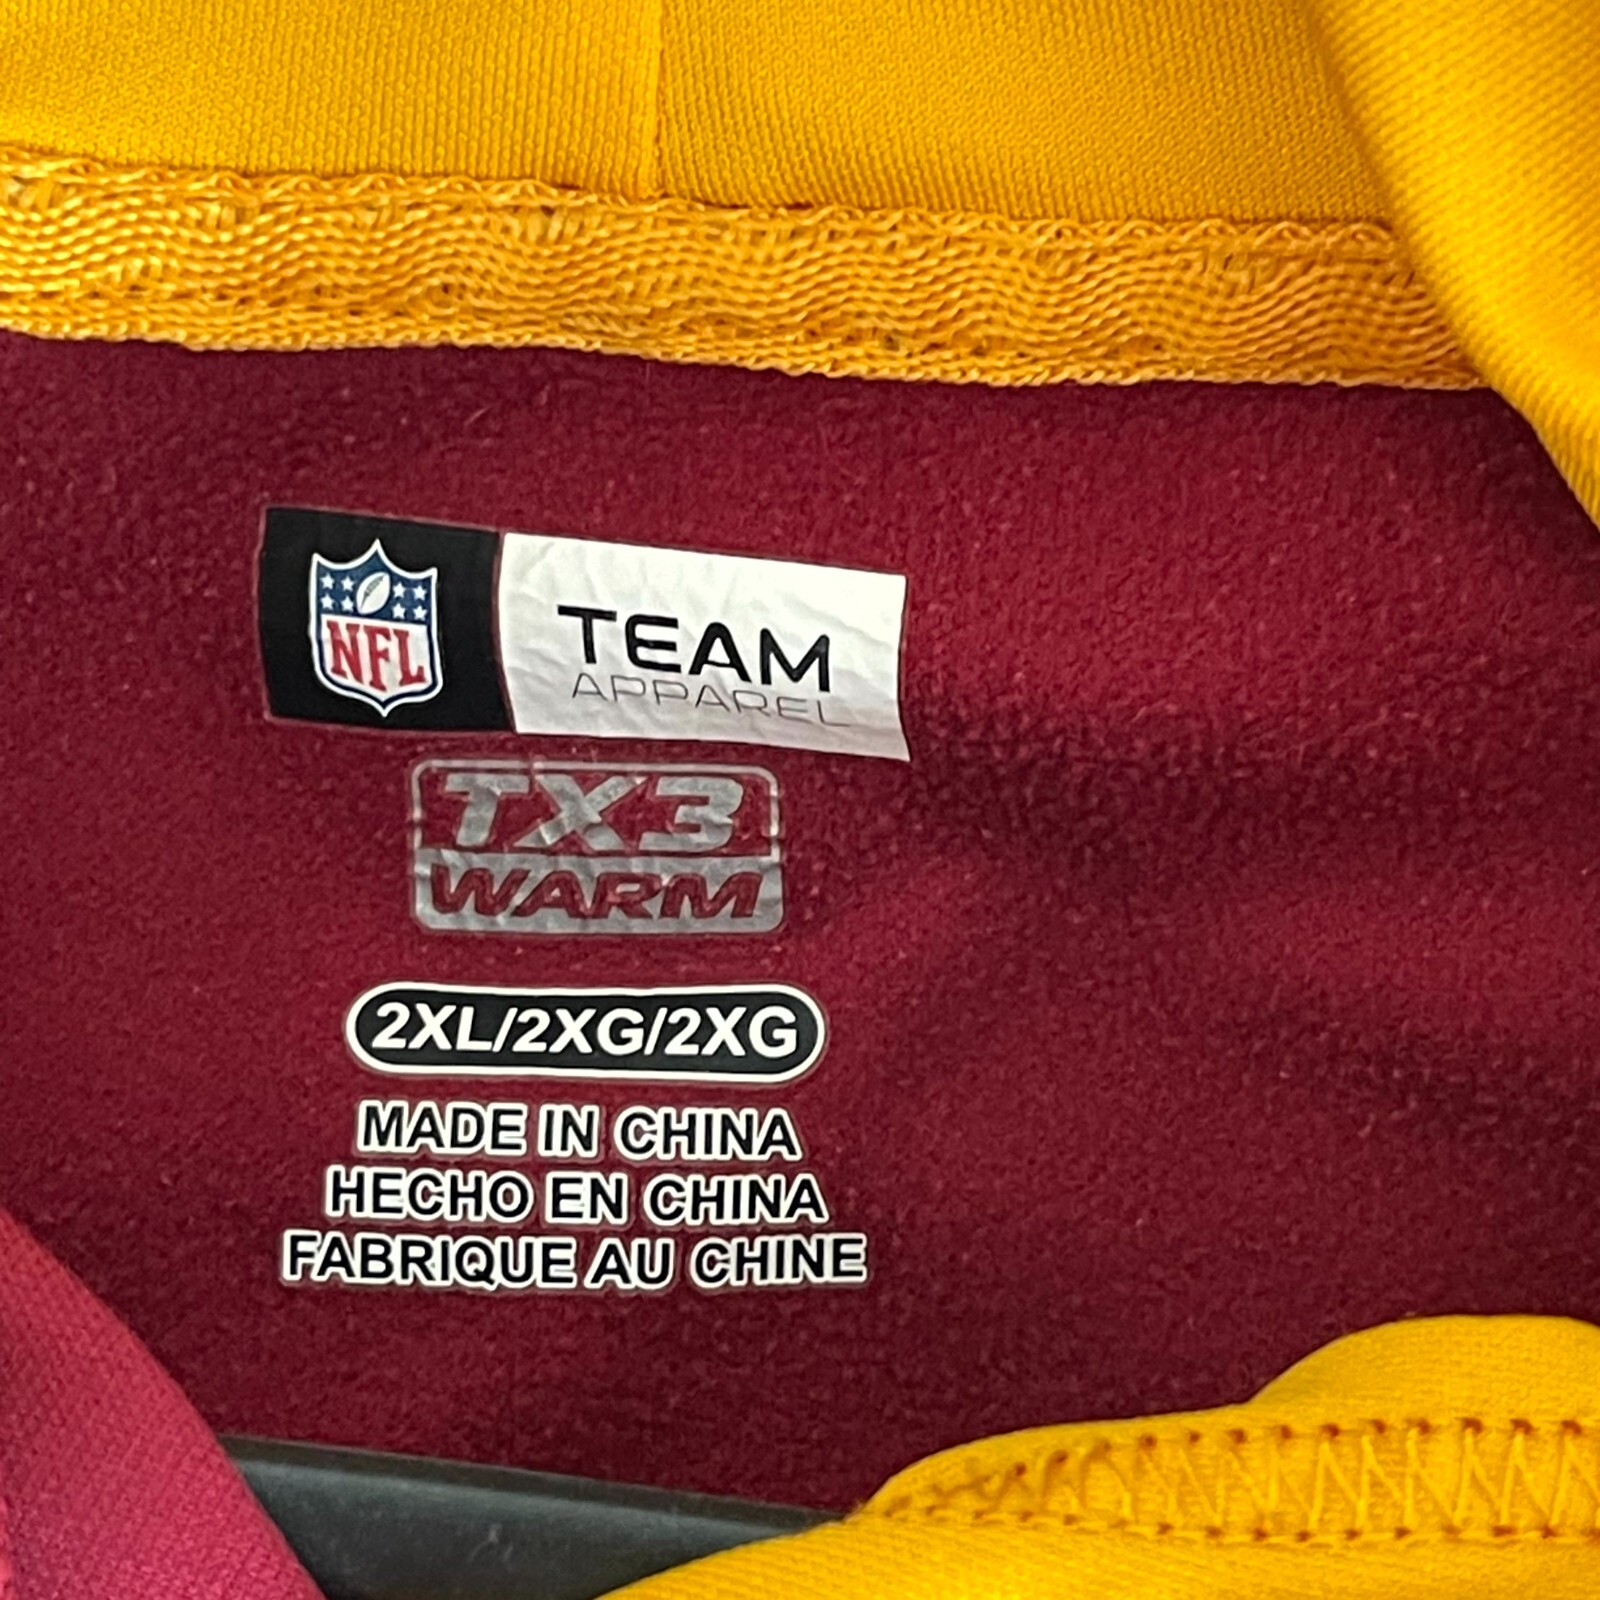 NFL
TEAM
APPAREL
TX3
WARM
2XL/2XG/2XG
MADE IN CHINA
HECHO EN CHINA
FABRIQUE AU CHINE